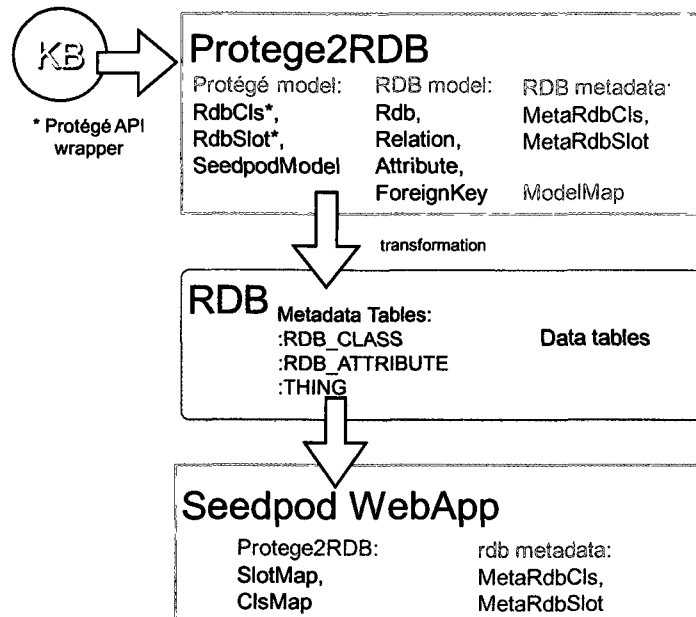 KB
* Protégé API
wrapper
Protege2RDB
Protégé model: RDB model: RDB metadata:
RdbCls*, Rdb, MetaRdbCls,
RdbSlot*, Relation, MetaRdbSlot
SeedpodModel Attribute,
ForeignKey ModelMap
transformation
RDB
Metadata Tables:
:RDB_CLASS Data tables
:RDB_ATTRIBUTE
:THING
Seedpod WebApp
Protege2RDB: rdb metadata:
SlotMap, MetaRdbCls,
ClsMap MetaRdbSlot